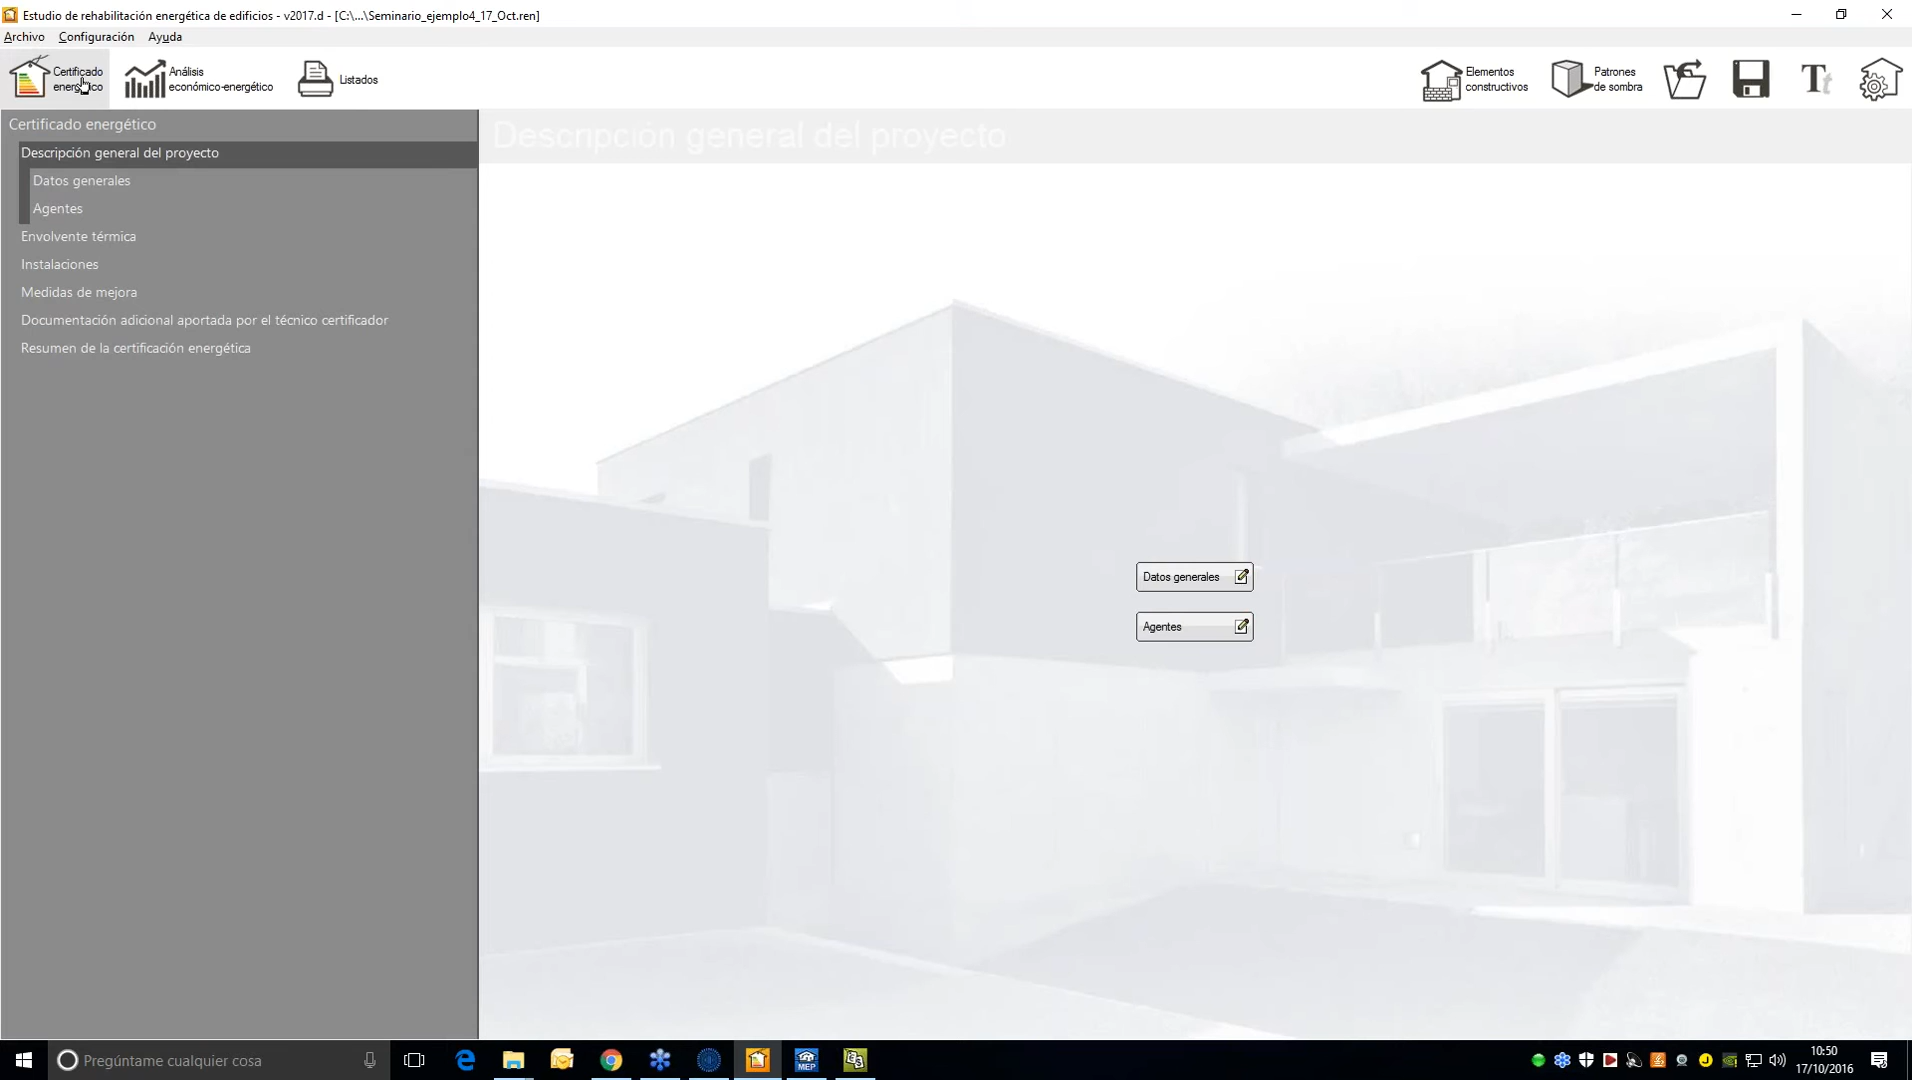 Estudio de rehabilitación energética de edificios - v2017.d - [C:\...\Seminario_ejemplo4_17_Oct.ren]
Archivo Configuración Ayuda
Certificado energético
Análisis económico-energético
Listados
Elementos constructivos
Patrones de sombra
Tt
Certificado energético
Descripción general del proyecto
Datos generales
Agentes
Envolvente térmica
Instalaciones
Medidas de mejora
Documentación adicional aportada por el técnico certificador
Resumen de la certificación energética
Descripción general del proyecto
Datos generales
Agentes
Pregúntame cualquier cosa
MEP
10:50
17/10/2016